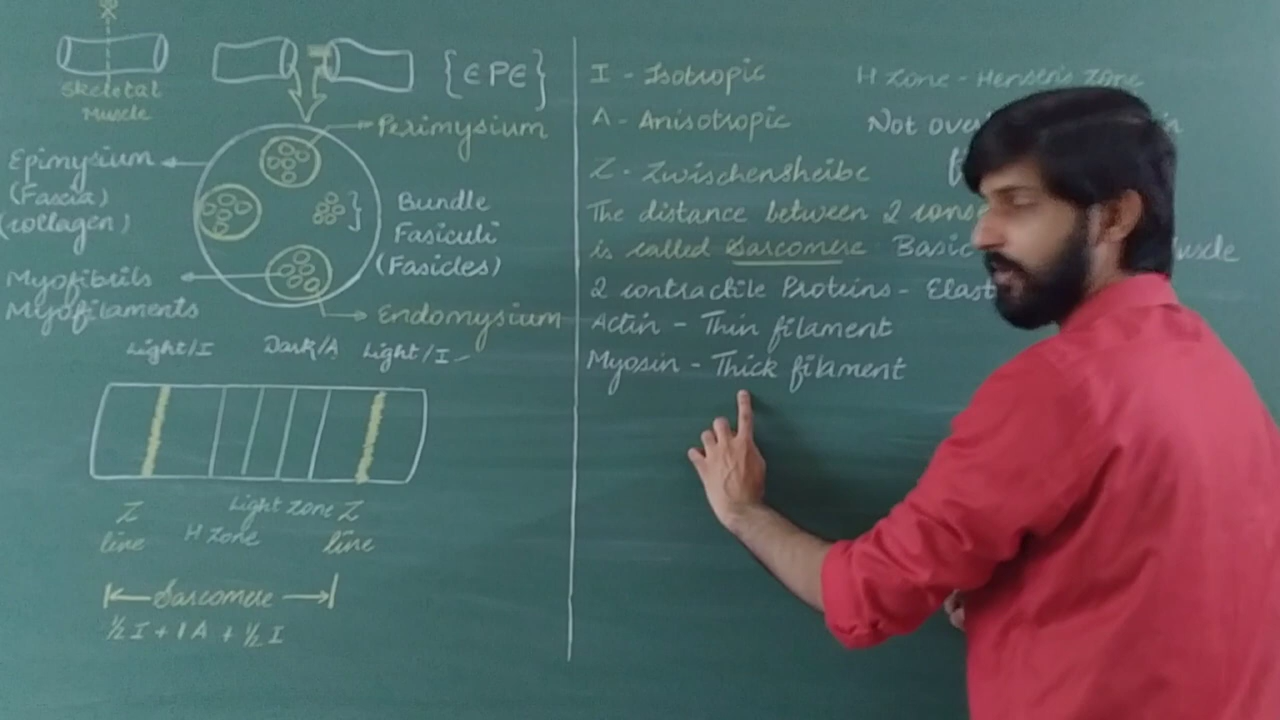 Skeletal
Muscle
{EPE}
Perimysium
Epimysium
(Fascia)
(collagen)
Bundle
Fasiculi
(Fasicles)
Myofibrils
Myofilaments
Endomysium
Light/I Dark/A Light/I
Z
line
H Zone
Light Zone
Z
line
Sarcomere
½ I + 1 A + ½ I
I - Isotropic
A - Anisotropic
Z - Zwischensheibe
The distance between 2
is called Sarcomere Basic
2 contractile Proteins - Elast
Actin - Thin filament
Myosin - Thick filament
H Zone - Hensen's Zone
Not